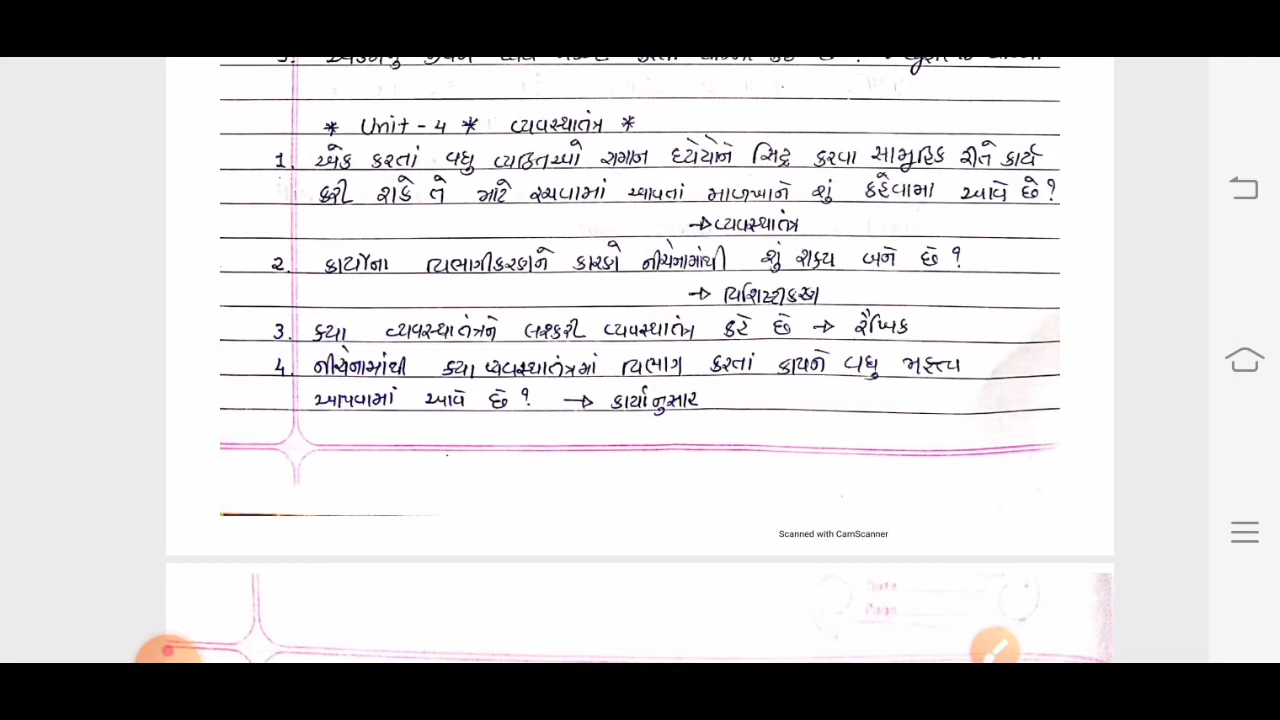 * Unit - 4 * વ્યવસ્થાતંત્ર *
1. એક કરતાં વધુ વ્યક્તિઓ સમાન ધ્યેયોને સિદ્ધ કરવા સામૂહિક રીતે કાર્ય
કરી શકે તે માટે રચવામાં આવતાં માળખાને શું કહેવામા આવે છે?
→ વ્યવસ્થાતંત્ર
2. કાર્યોના વિભાગીકરણને કારણે નીચેનામાંથી શું શક્ય બને છે?
→ વિશિષ્ટીકરણ
3. ક્યા વ્યવસ્થાતંત્રને લશ્કરી વ્યવસ્થાતંત્ર કહે છે → રૈખિક
4. નીચેનામાંથી ક્યા વ્યવસ્થાતંત્રમાં વિભાગ કરતાં કાર્યને વધુ મહત્વ
આપવામાં આવે છે? → કાર્યાનુસાર
Scanned with CamScanner
Date
Page